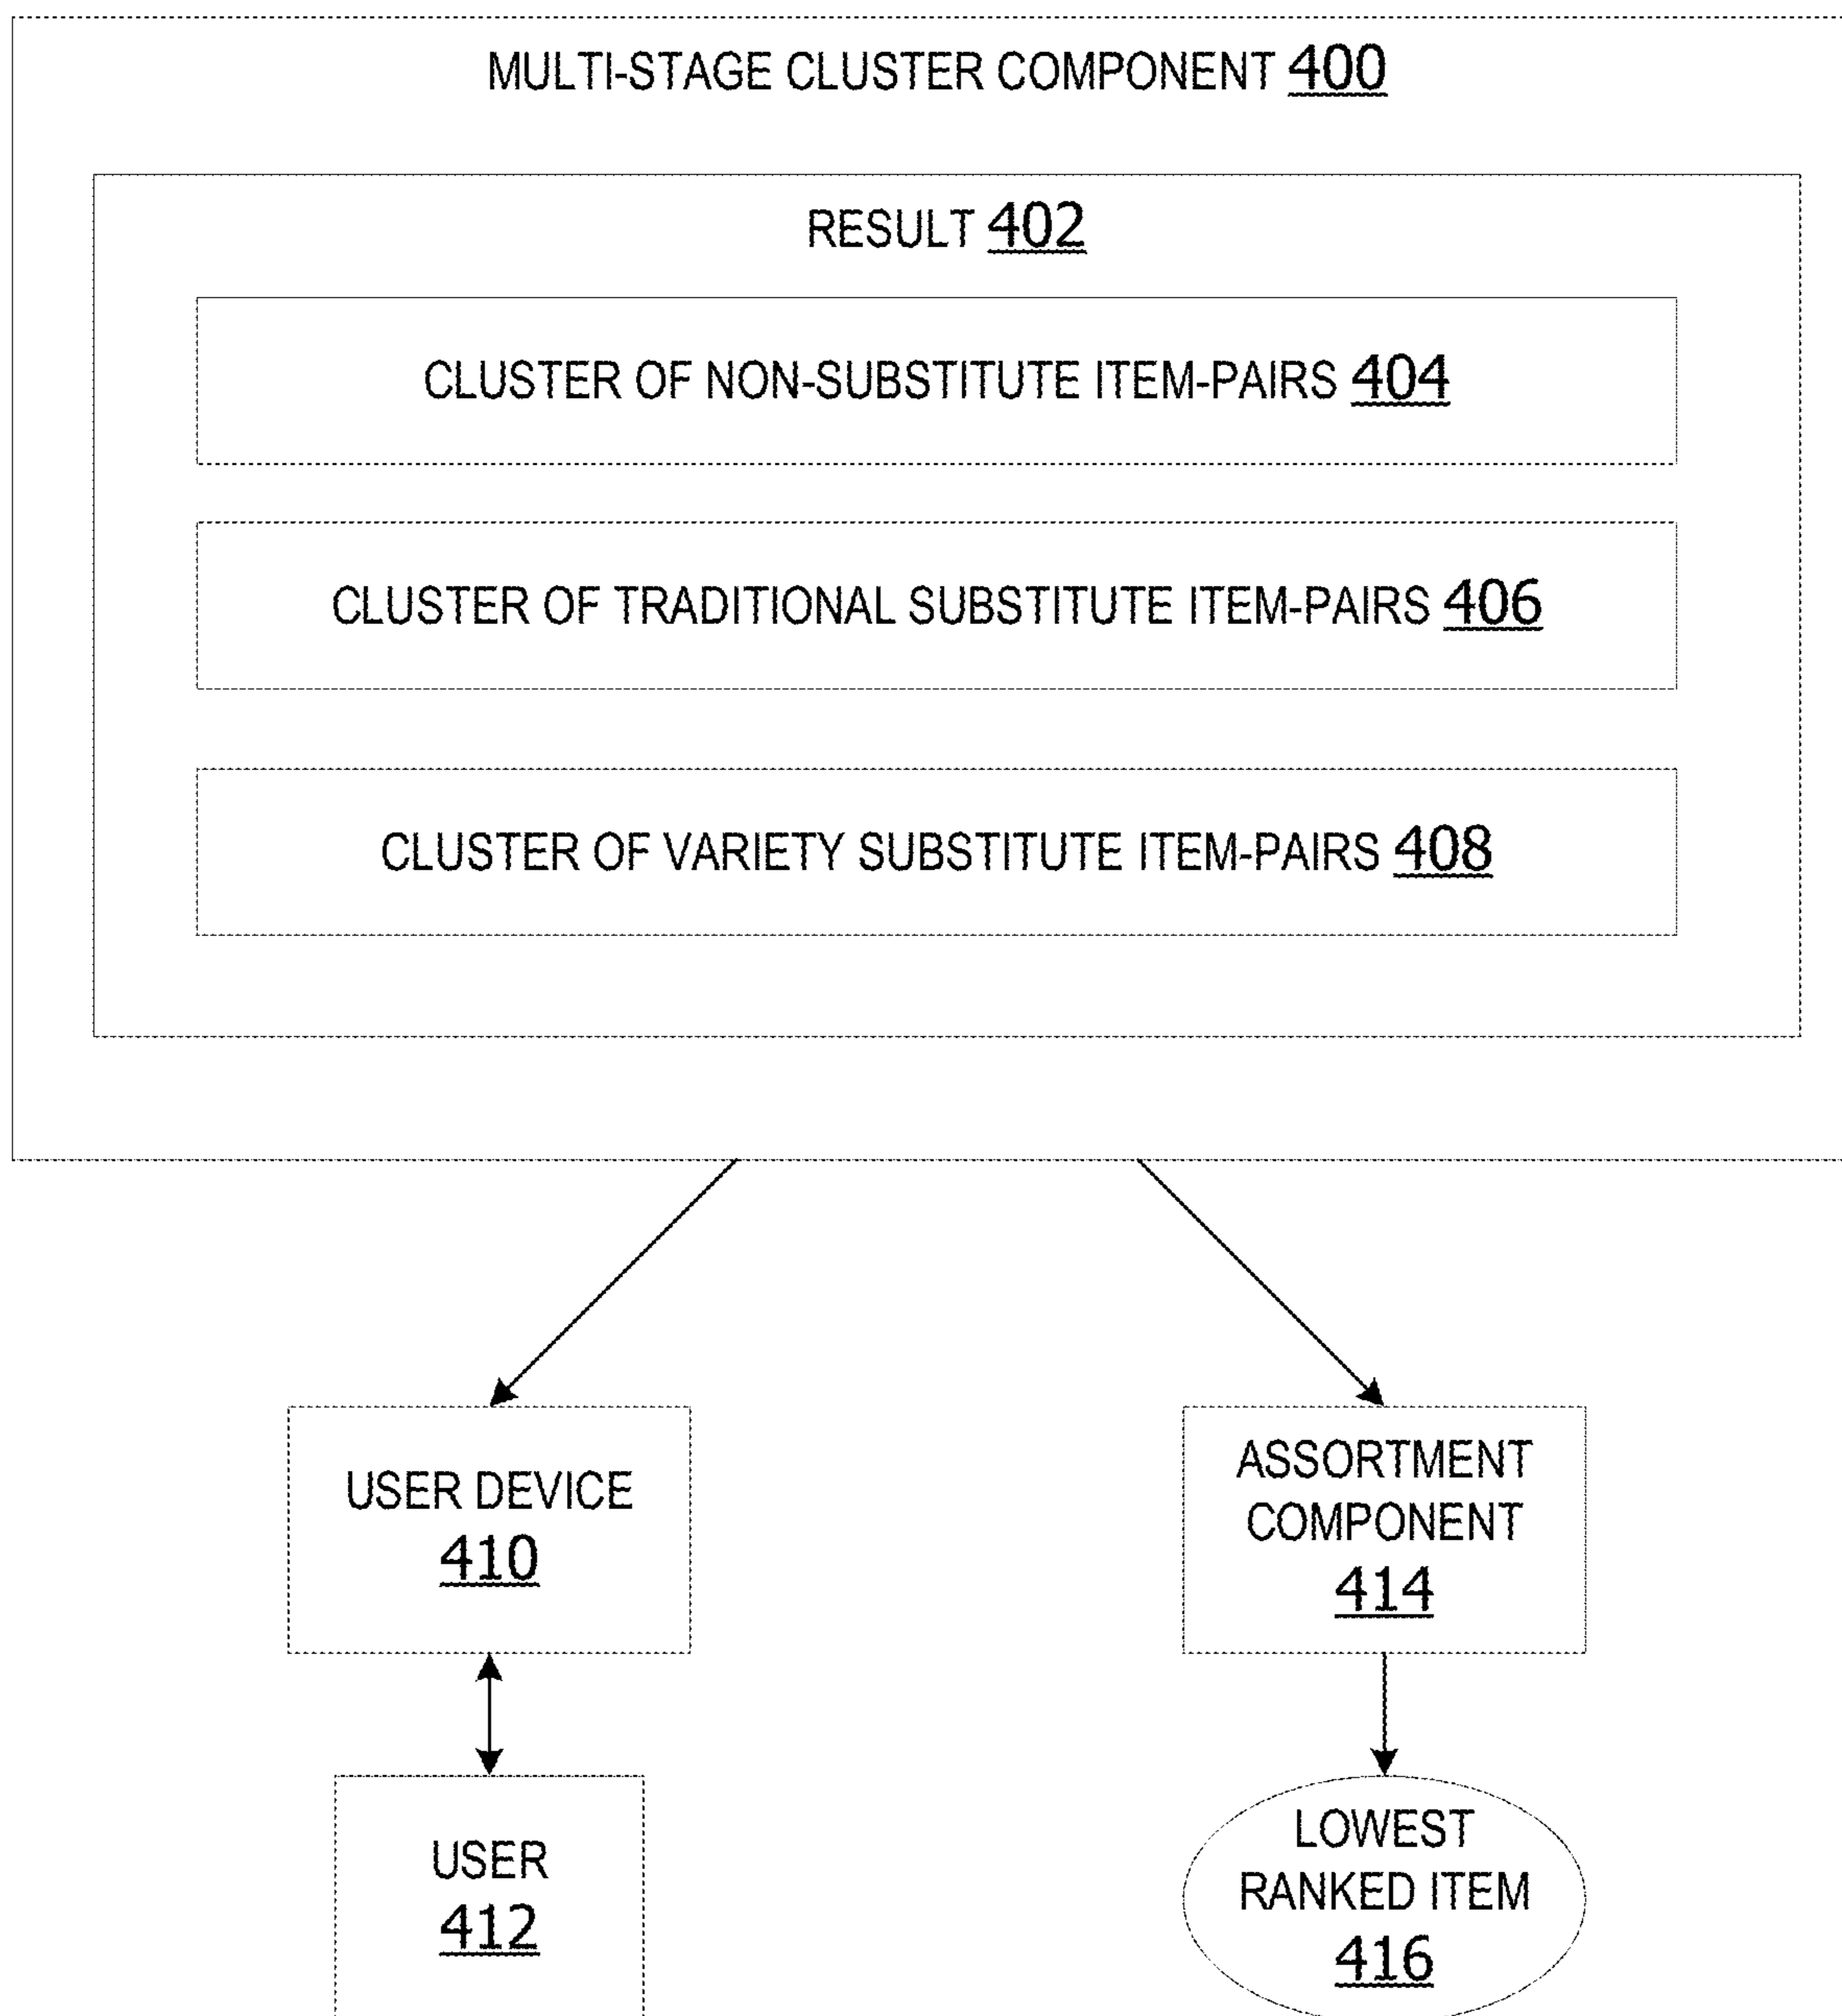 MULTI-STAGE CLUSTER COMPONENT 400
RESULT 402
CLUSTER OF NON-SUBSTITUTE ITEM-PAIRS 404
CLUSTER OF TRADITIONAL SUBSTITUTE ITEM-PAIRS 406
CLUSTER OF VARIETY SUBSTITUTE ITEM-PAIRS 408
USER DEVICE
410
ASSORTMENT
COMPONENT
414
USER
412
LOWEST
RANKED ITEM
416